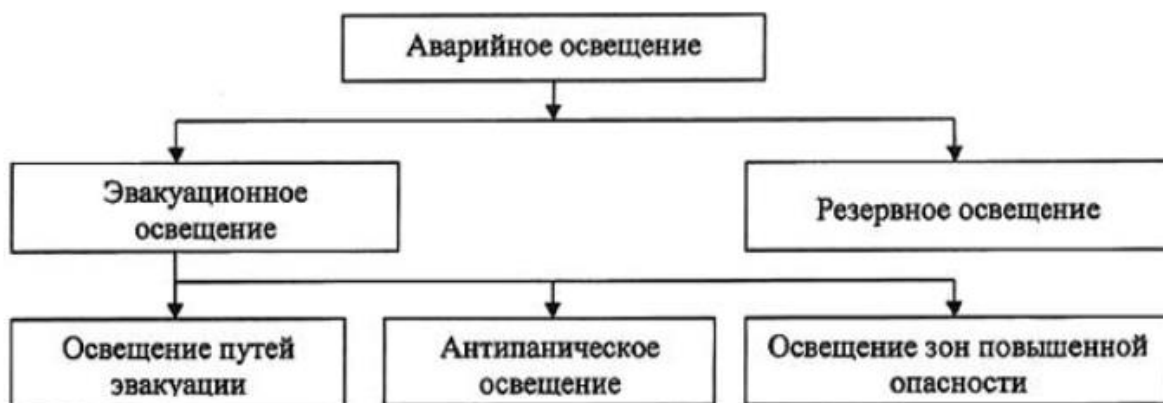 Аварийное освещение
Эвакуационное
освещение
Резервное освещение
Освещение путей
эвакуации
Антипаническое
освещение
Освещение зон повышенной
опасности